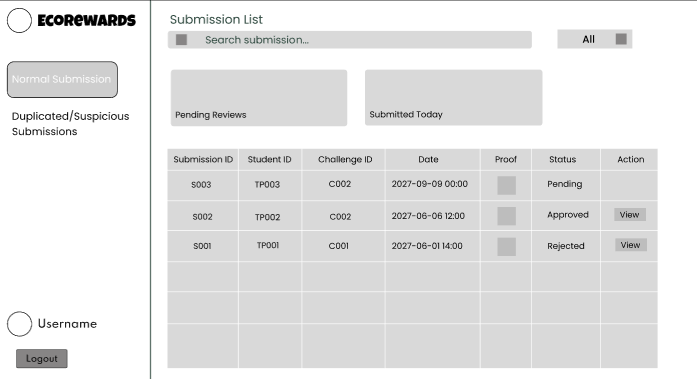 ECOREWARDS
Normal Submission
Duplicated/Suspicious
Submissions
Username
Logout
Submission List
Search submission...
All
Pending Reviews
Submitted Today
Submission ID Student ID Challenge ID Date Proof Status Action
S003 TP003 C002 2027-09-09 00:00 Pending
S002 TP002 C002 2027-06-06 12:00 Approved View
S001 TP001 C001 2027-06-01 14:00 Rejected View